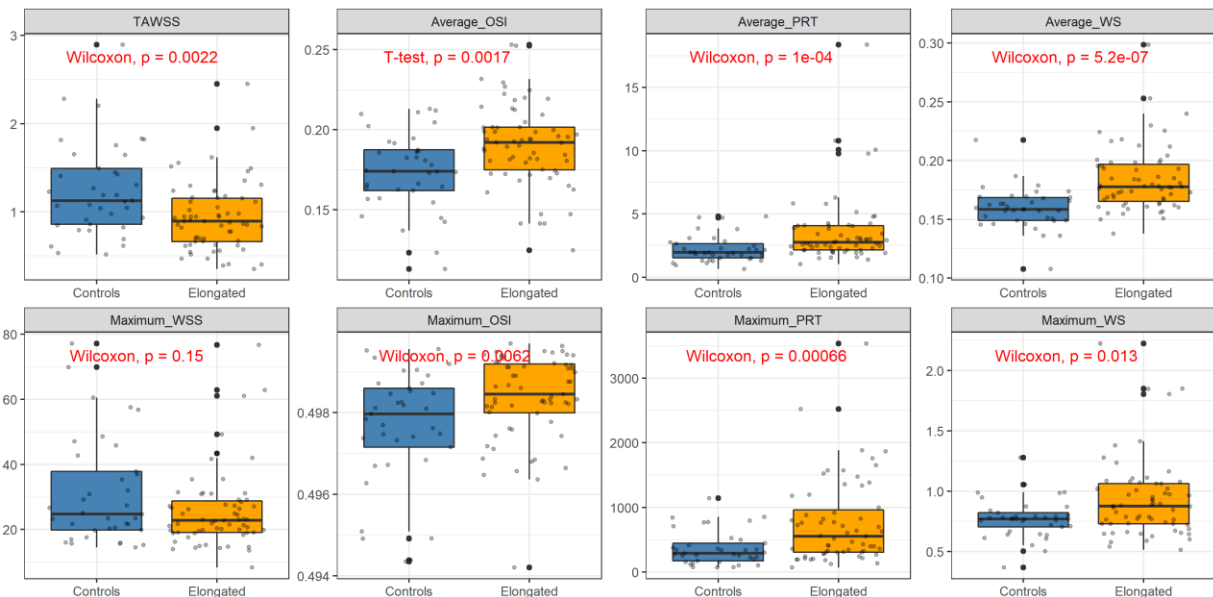 TAWSS
Average_OSI
Average_PRT
Average_WS
Wilcoxon, p = 0.0022
T-test, p = 0.0017
Wilcoxon, p = 1e-04
Wilcoxon, p = 5.2e-07
3
2
1
0.25
0.20
0.15
15
10
5
0
0.30
0.25
0.20
0.15
0.10
Controls
Elongated
Controls
Elongated
Controls
Elongated
Controls
Elongated
Maximum_WSS
Maximum_OSI
Maximum_PRT
Maximum_WS
Wilcoxon, p = 0.15
Wilcoxon, p = 0.0062
Wilcoxon, p = 0.00066
Wilcoxon, p = 0.013
80
60
40
20
0.498
0.496
0.494
3000
2000
1000
0
2.0
1.5
1.0
0.5
Controls
Elongated
Controls
Elongated
Controls
Elongated
Controls
Elongated